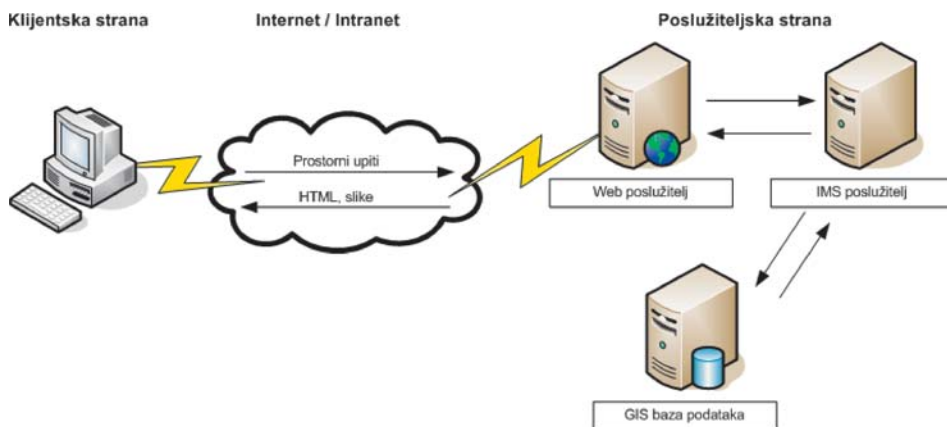 Klijentska strana
Internet / Intranet
Poslužiteljska strana
Prostorni upiti
HTML, slike
Web poslužitelj
IMS poslužitelj
GIS baza podataka